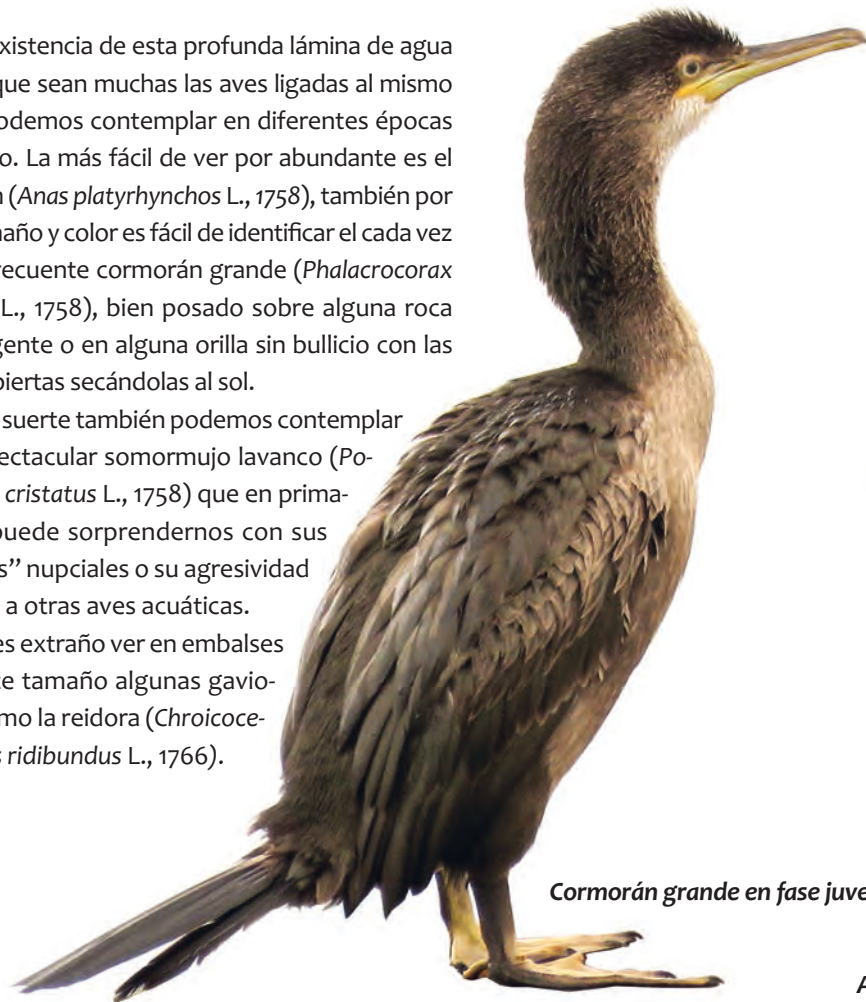 xistencia de esta profunda lámina de agua
que sean muchas las aves ligadas al mismo
odemos contemplar en diferentes épocas
o. La más fácil de ver por abundante es el
n (Anas platyrhynchos L., 1758), también por
año y color es fácil de identificar el cada vez
recuente cormorán grande (Phalacrocorax
L., 1758), bien posado sobre alguna roca
gente o en alguna orilla sin bullicio con las
biertas secándolas al sol.
suerte también podemos contemplar
pectacular somormujo lavanco (Po-
cristatus L., 1758) que en prima-
puede sorprendernos con sus
s” nupciales o su agresividad
a otras aves acuáticas.
es extraño ver en embalses
te tamaño algunas gavio-
mo la reidora (Chroicoce-
s ridibundus L., 1766).
Cormorán grande en fase juve
A